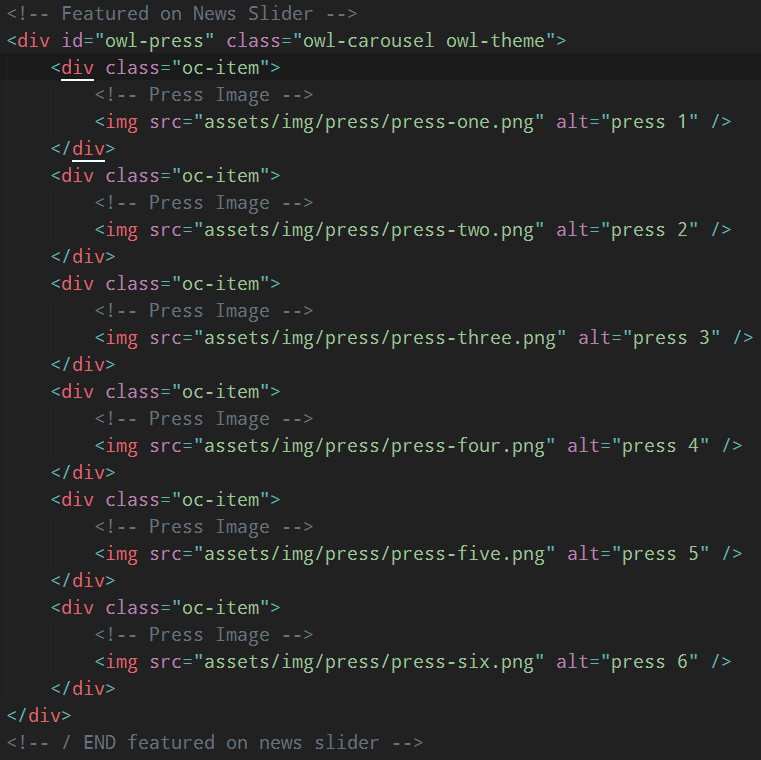 <!-- Featured on News Slider -->
<div id="owl-press" class="owl-carousel owl-theme">
    <div class="oc-item">
        <!-- Press Image -->
        <img src="assets/img/press/press-one.png" alt="press 1" />
    </div>
    <div class="oc-item">
        <!-- Press Image -->
        <img src="assets/img/press/press-two.png" alt="press 2" />
    </div>
    <div class="oc-item">
        <!-- Press Image -->
        <img src="assets/img/press/press-three.png" alt="press 3" />
    </div>
    <div class="oc-item">
        <!-- Press Image -->
        <img src="assets/img/press/press-four.png" alt="press 4" />
    </div>
    <div class="oc-item">
        <!-- Press Image -->
        <img src="assets/img/press/press-five.png" alt="press 5" />
    </div>
    <div class="oc-item">
        <!-- Press Image -->
        <img src="assets/img/press/press-six.png" alt="press 6" />
    </div>
</div>
<!-- / END featured on news slider -->